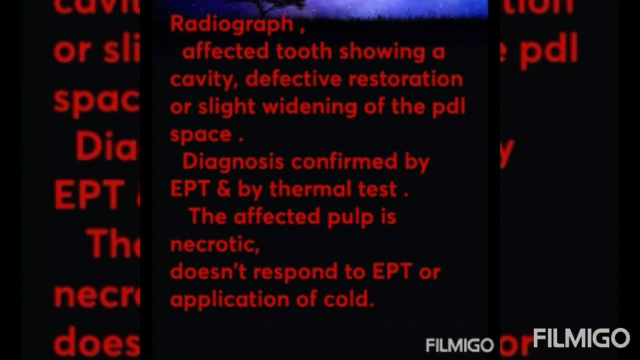 Radiograph ,
affected tooth showing a
cavity, defective restoration
or slight widening of the pdl
space .
Diagnosis confirmed by
EPT & by thermal test .
The affected pulp is
necrotic,
doesn't respond to EPT or
application of cold.
FILMIGO
FILMIGO